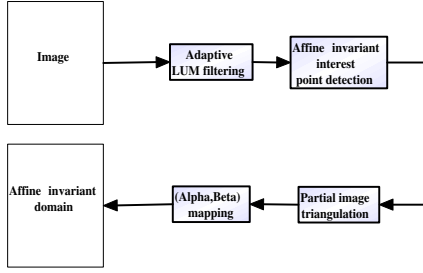 Image
Adaptive
LUM filtering
Affine invariant
interest
point detection
Affine invariant
domain
(Alpha,Beta)
mapping
Partial image
triangulation